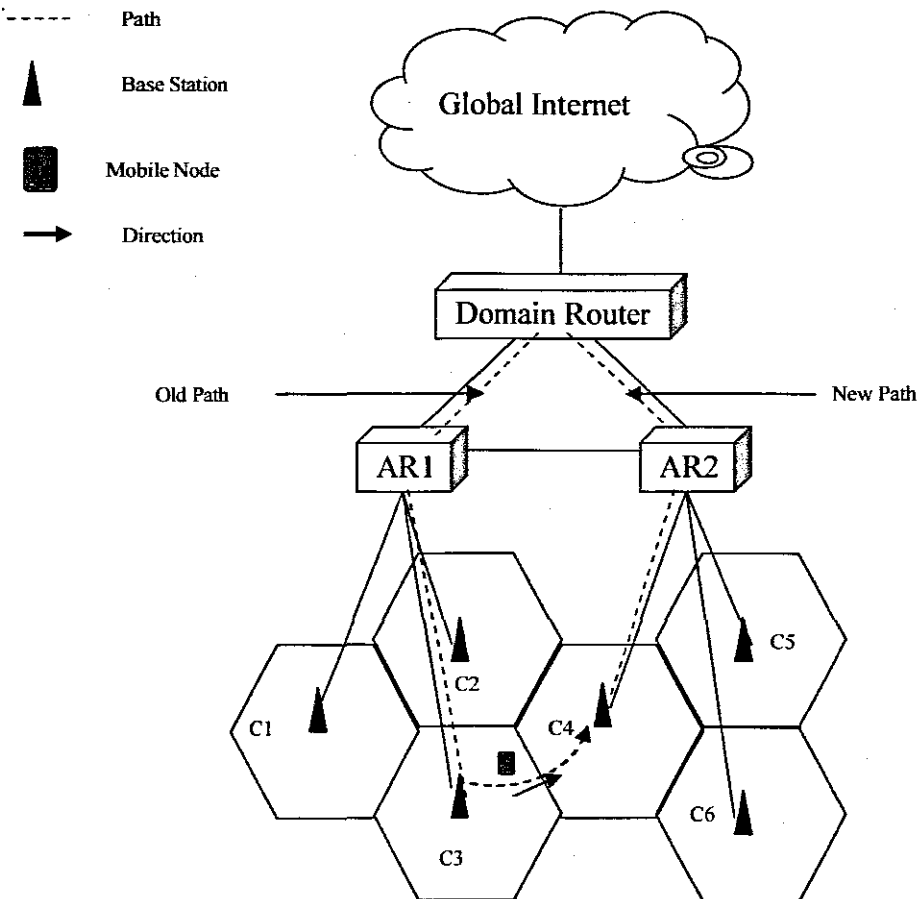 Path
Base Station
Mobile Node
Direction
Global Internet
Domain Router
Old Path
New Path
AR1
AR2
C5
C2
C1
C4
C6
C3